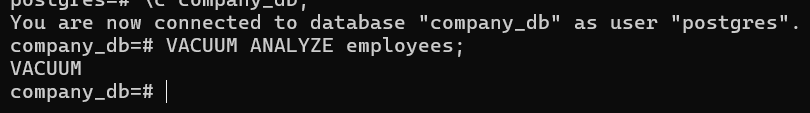 postgres=# \c company_db;
You are now connected to database "company_db" as user "postgres".
company_db=# VACUUM ANALYZE employees;
VACUUM
company_db=#